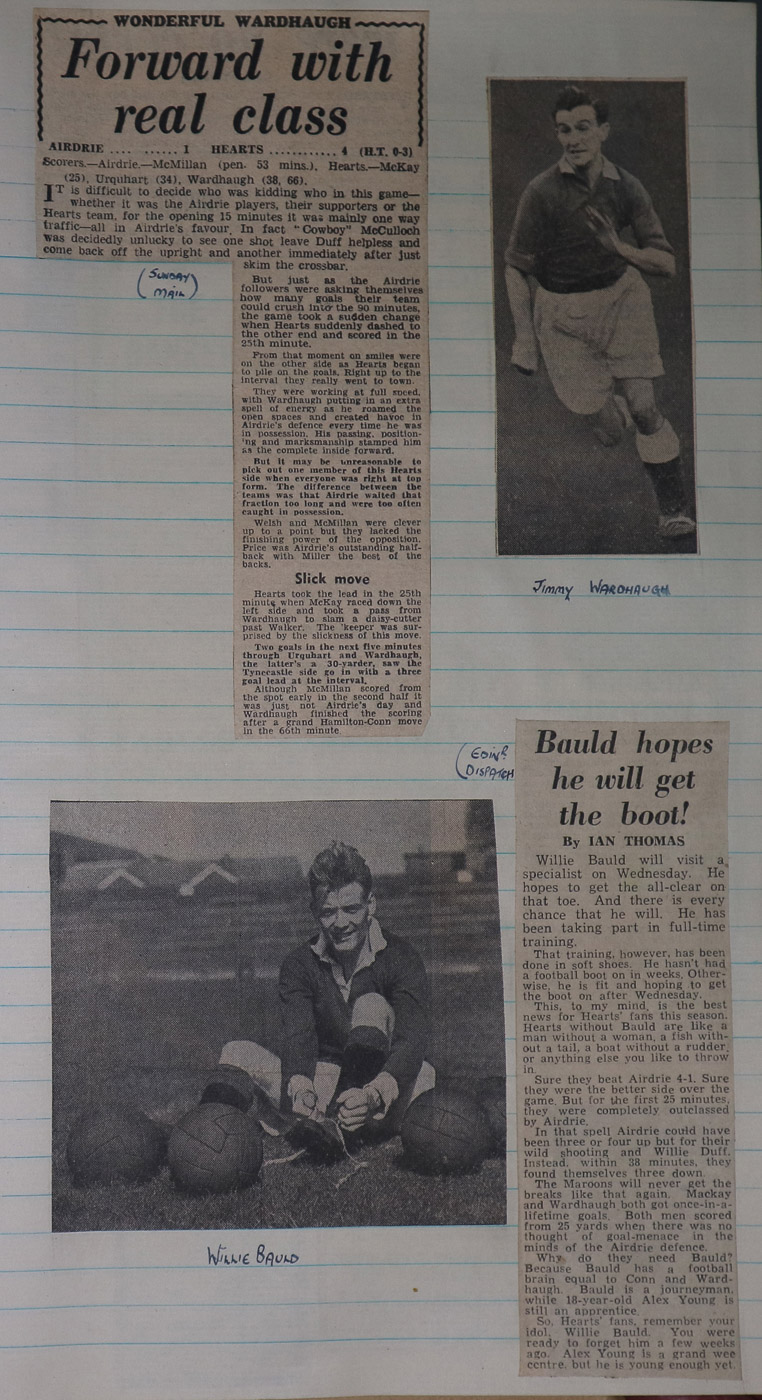 WONDERFUL WARDHAUGH
Forward with
real class
AIRDRIE .... ...... 1 HEARTS ............ 4 (H.T. 0-3)
Scorers.—Airdrie.—McMillan (pen. 53 mins.). Hearts.—McKay
(25), Urquhart (34), Wardhaugh (38, 66).
IT is difficult to decide who was kidding who in this game—
whether it was the Airdrie players, their supporters or the
Hearts team, for the opening 15 minutes it was mainly one way
traffic—all in Airdrie's favour. In fact "Cowboy" McCulloch
was decidedly unlucky to see one shot leave Duff helpless and
come back off the upright and another immediately after just
skim the crossbar.
(SUNDAY
MAIL)
But just as the Airdrie
followers were asking themselves
how many goals their team
could crush into the 90 minutes,
the game took a sudden change
when Hearts suddenly dashed to
the other end and scored in the
25th minute.
From that moment on smiles were
on the other side as Hearts began
to pile on the goals. Right up to the
interval they really went to town.
They were working at full speed,
with Wardhaugh putting in an extra
spell of energy as he roamed the
open spaces and created havoc in
Airdrie's defence every time he was
in possession. His passing, position-
ing and marksmanship stamped him
as the complete inside forward.
But it may be unreasonable to
pick out one member of this Hearts
side when everyone was right at top
form. The difference between the
teams was that Airdrie waited that
fraction too long and were too often
caught in possession.
Welsh and McMillan were clever
up to a point but they lacked the
finishing power of the opposition.
Price was Airdrie's outstanding half-
back with Miller the best of the
backs.
Slick move
Hearts took the lead in the 25th
minute when McKay raced down the
left side and took a pass from
Wardhaugh to slam a daisy-cutter
past Walker. The 'keeper was sur-
prised by the slickness of this move.
Two goals in the next five minutes
through Urquhart and Wardhaugh,
the latter's a 30-yarder, saw the
Tynecastle side go in with a three
goal lead at the interval.
Although McMillan scored from
the spot early in the second half it
was just not Airdrie's day and
Wardhaugh finished the scoring
after a grand Hamilton-Conn move
in the 66th minute.
Jimmy WARDHAUGH
(EDINR
DISPATCH
Bauld hopes
he will get
the boot!
By IAN THOMAS
Willie Bauld will visit a
specialist on Wednesday. He
hopes to get the all-clear on
that toe. And there is every
chance that he will. He has
been taking part in full-time
training.
That training, however, has been
done in soft shoes. He hasn't had
a football boot on in weeks. Other-
wise, he is fit and hoping to get
the boot on after Wednesday.
This, to my mind, is the best
news for Hearts' fans this season.
Hearts without Bauld are like a
man without a woman, a fish with-
out a tail, a boat without a rudder,
or anything else you like to throw
in.
Sure they beat Airdrie 4-1. Sure
they were the better side over the
game. But for the first 25 minutes,
they were completely outclassed
by Airdrie.
In that spell Airdrie could have
been three or four up but for their
wild shooting and Willie Duff.
Instead, within 38 minutes, they
found themselves three down.
The Maroons will never get the
breaks like that again. Mackay
and Wardhaugh both got once-in-a-
lifetime goals. Both men scored
from 25 yards when there was no
thought of goal-menace in the
minds of the Airdrie defence.
Why do they need Bauld?
Because Bauld has a football
brain equal to Conn and Ward-
haugh. Bauld is a journeyman,
while 18-year-old Alex Young is
still an apprentice.
So, Hearts' fans, remember your
idol, Willie Bauld. You were
ready to forget him a few weeks
ago. Alex Young is a grand wee
centre, but he is young enough yet.
WILLIE BAULD